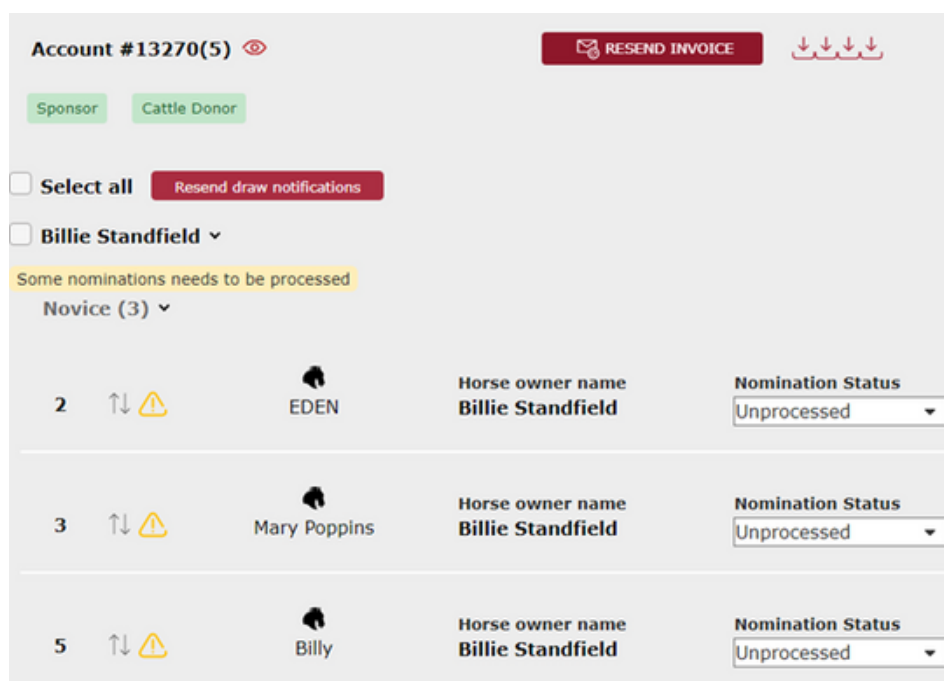 Account #13270(5)
RESEND INVOICE
Sponsor
Cattle Donor
Select all
Resend draw notifications
Billie Standfield
Some nominations needs to be processed
Novice (3)
2
EDEN
Horse owner name
Billie Standfield
Nomination Status
Unprocessed
3
Mary Poppins
Horse owner name
Billie Standfield
Nomination Status
Unprocessed
5
Billy
Horse owner name
Billie Standfield
Nomination Status
Unprocessed